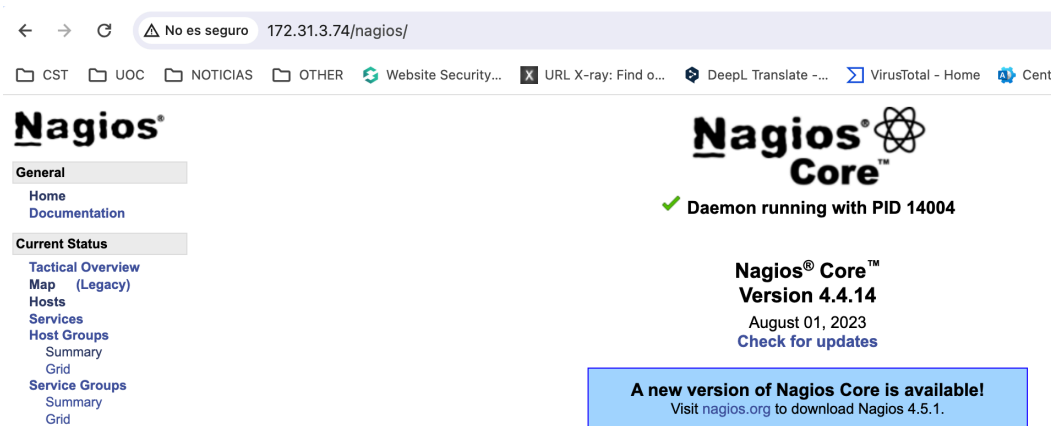 No es seguro 172.31.3.74/nagios/
CST UOC NOTICIAS OTHER Website Security... URL X-ray: Find o... DeepL Translate -... VirusTotal - Home Cent
Nagios®
General
Home
Documentation
Current Status
Tactical Overview
Map (Legacy)
Hosts
Services
Host Groups
Summary
Grid
Service Groups
Summary
Grid
Nagios®
Core™
Daemon running with PID 14004
Nagios® Core™
Version 4.4.14
August 01, 2023
Check for updates
A new version of Nagios Core is available!
Visit nagios.org to download Nagios 4.5.1.